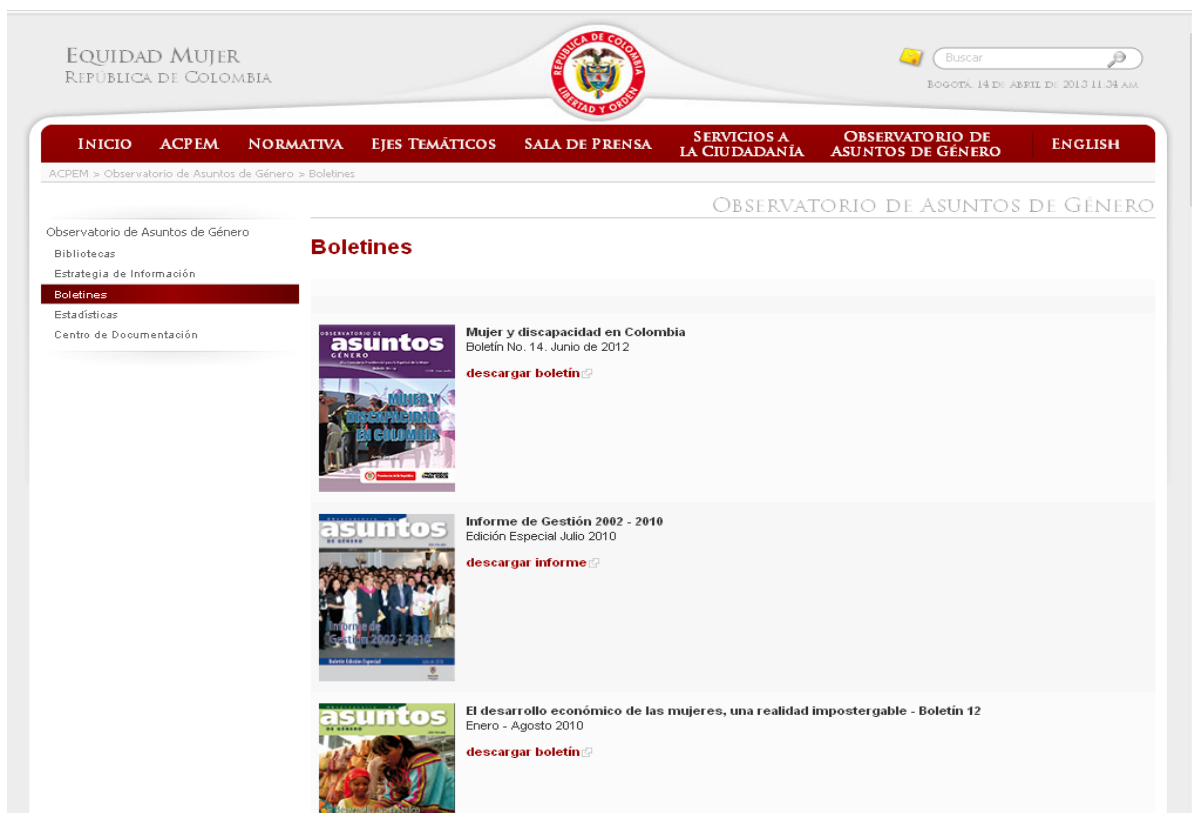 EQUIDAD MUJER
REPÚBLICA DE COLOMBIA
REPUBLICA DE COLOMBIA
LIBERTAD Y ORDEN
Buscar
BOGOTÁ, 14 DE ABRIL DE 2013 11:34 AM
INICIO
ACPEM
NORMATIVA
EJES TEMÁTICOS
SALA DE PRENSA
SERVICIOS A
LA CIUDADANÍA
OBSERVATORIO DE
ASUNTOS DE GÉNERO
ENGLISH
ACPEM > Observatorio de Asuntos de Género > Boletines
OBSERVATORIO DE ASUNTOS DE GÉNERO
Observatorio de Asuntos de Género
Bibliotecas
Estrategia de Información
Boletines
Estadísticas
Centro de Documentación
Boletines
OBSERVATORIO DE
asuntos
GÉNERO
MUJER Y
DISCAPACIDAD
EN COLOMBIA
Mujer y discapacidad en Colombia
Boletín No. 14. Junio de 2012
descargar boletín
asuntos
DE GÉNERO
Informe de
Gestión 2002 - 2010
Boletín Edición Especial
Informe de Gestión 2002 - 2010
Edición Especial Julio 2010
descargar informe
asuntos
DE GÉNERO
El desarrollo económico de las mujeres, una realidad impostergable - Boletín 12
Enero - Agosto 2010
descargar boletín